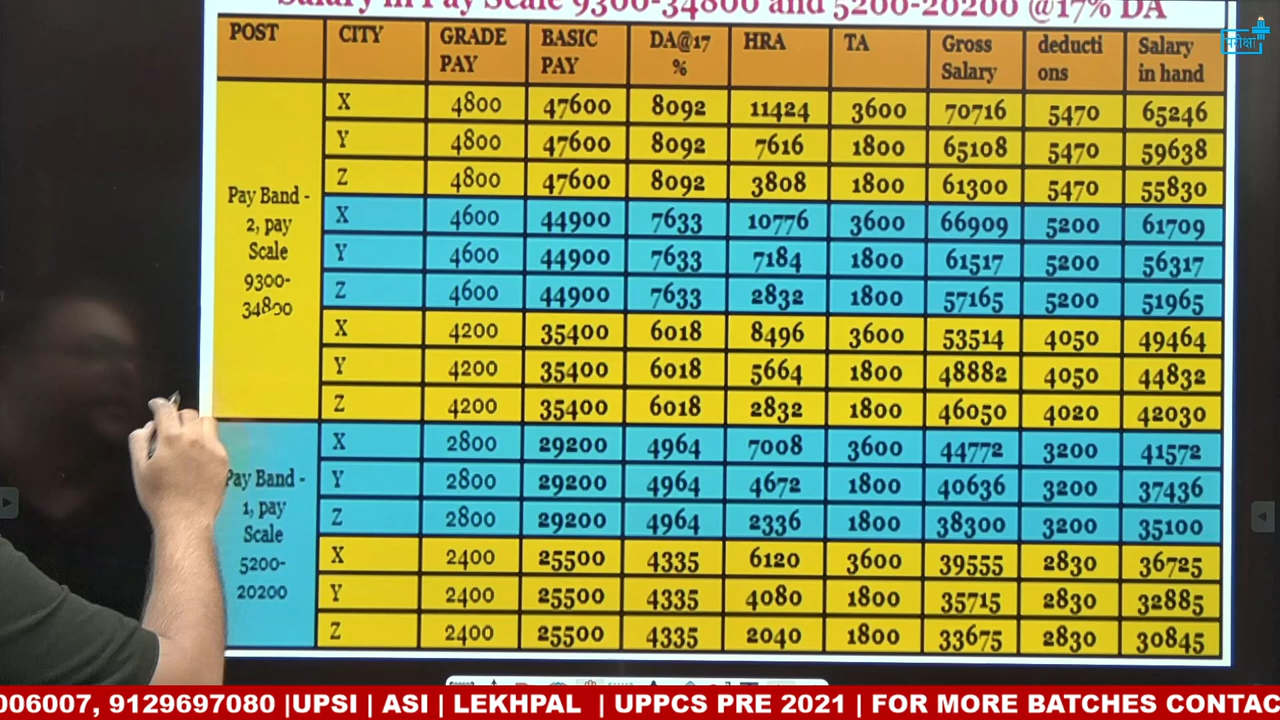 Salary in Pay Scale 9300-34800 and 5200-20200 @17% DA
परीक्षा
POST CITY GRADE PAY BASIC PAY DA@17 % HRA TA Gross Salary deducti ons Salary in hand
Pay Band - 2, pay Scale 9300-34800
X 4800 47600 8092 11424 3600 70716 5470 65246
Y 4800 47600 8092 7616 1800 65108 5470 59638
Z 4800 47600 8092 3808 1800 61300 5470 55830
X 4600 44900 7633 10776 3600 66909 5200 61709
Y 4600 44900 7633 7184 1800 61517 5200 56317
Z 4600 44900 7633 2832 1800 57165 5200 51965
X 4200 35400 6018 8496 3600 53514 4050 49464
Y 4200 35400 6018 5664 1800 48882 4050 44832
Z 4200 35400 6018 2832 1800 46050 4020 42030
Pay Band - 1, pay Scale 5200-20200
X 2800 29200 4964 7008 3600 44772 3200 41572
Y 2800 29200 4964 4672 1800 40636 3200 37436
Z 2800 29200 4964 2336 1800 38300 3200 35100
X 2400 25500 4335 6120 3600 39555 2830 36725
Y 2400 25500 4335 4080 1800 35715 2830 32885
Z 2400 25500 4335 2040 1800 33675 2830 30845
006007, 9129697080 |UPSI | ASI | LEKHPAL | UPPCS PRE 2021 | FOR MORE BATCHES CONTAC